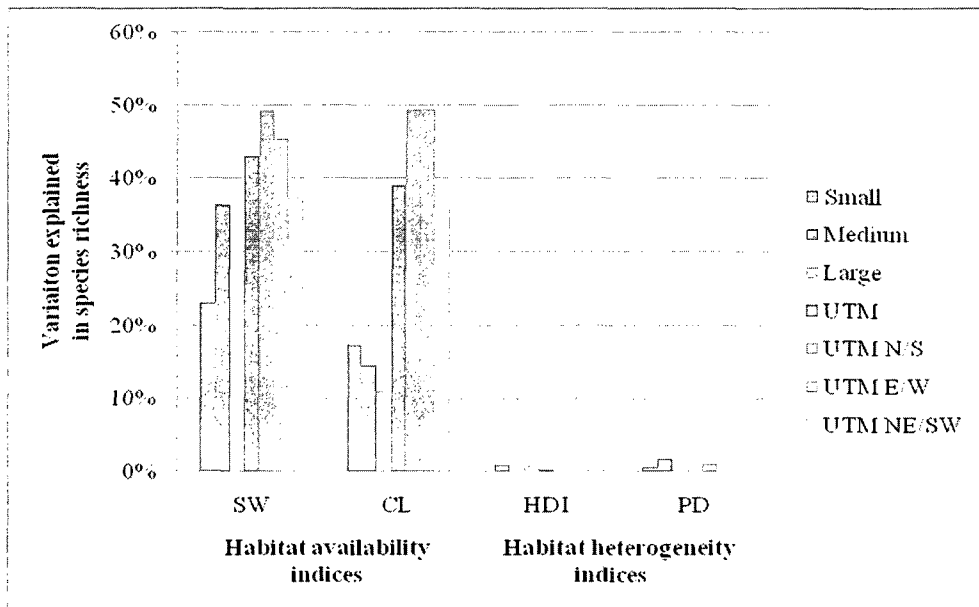 60%
50%
40%
30%
20%
10%
0%
Variaiton explained
in species richness
SW
CL
HDI
PD
Habitat availability
indices
Habitat heterogeneity
indices
Small
Medium
Large
UTM
UTM N/S
UTM E/W
UTM NE/SW